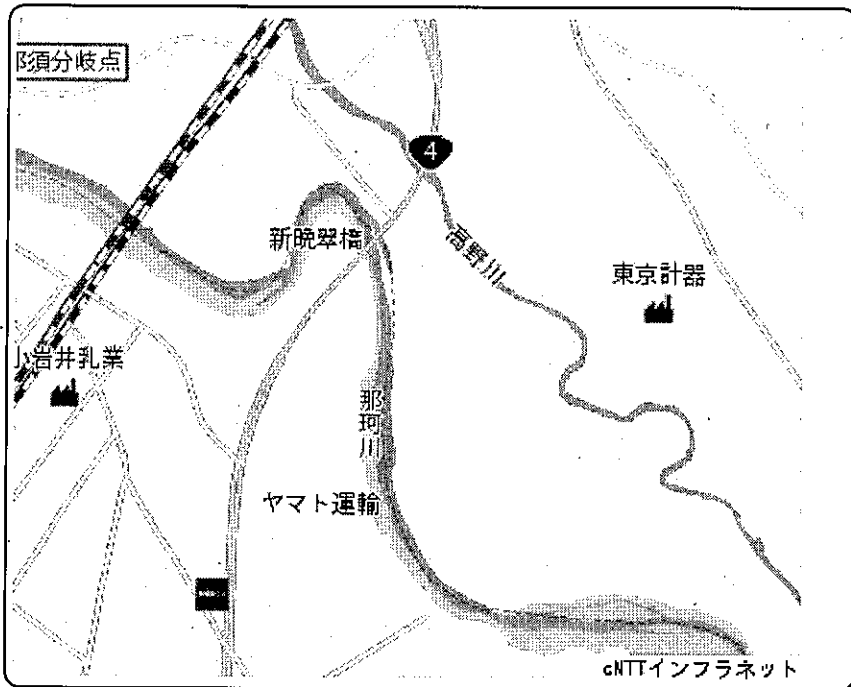 那須分岐点
4
新晩翠橋
高野川
東京計器
小岩井乳業
那珂川
ヤマト運輸
cNTTインフラネット